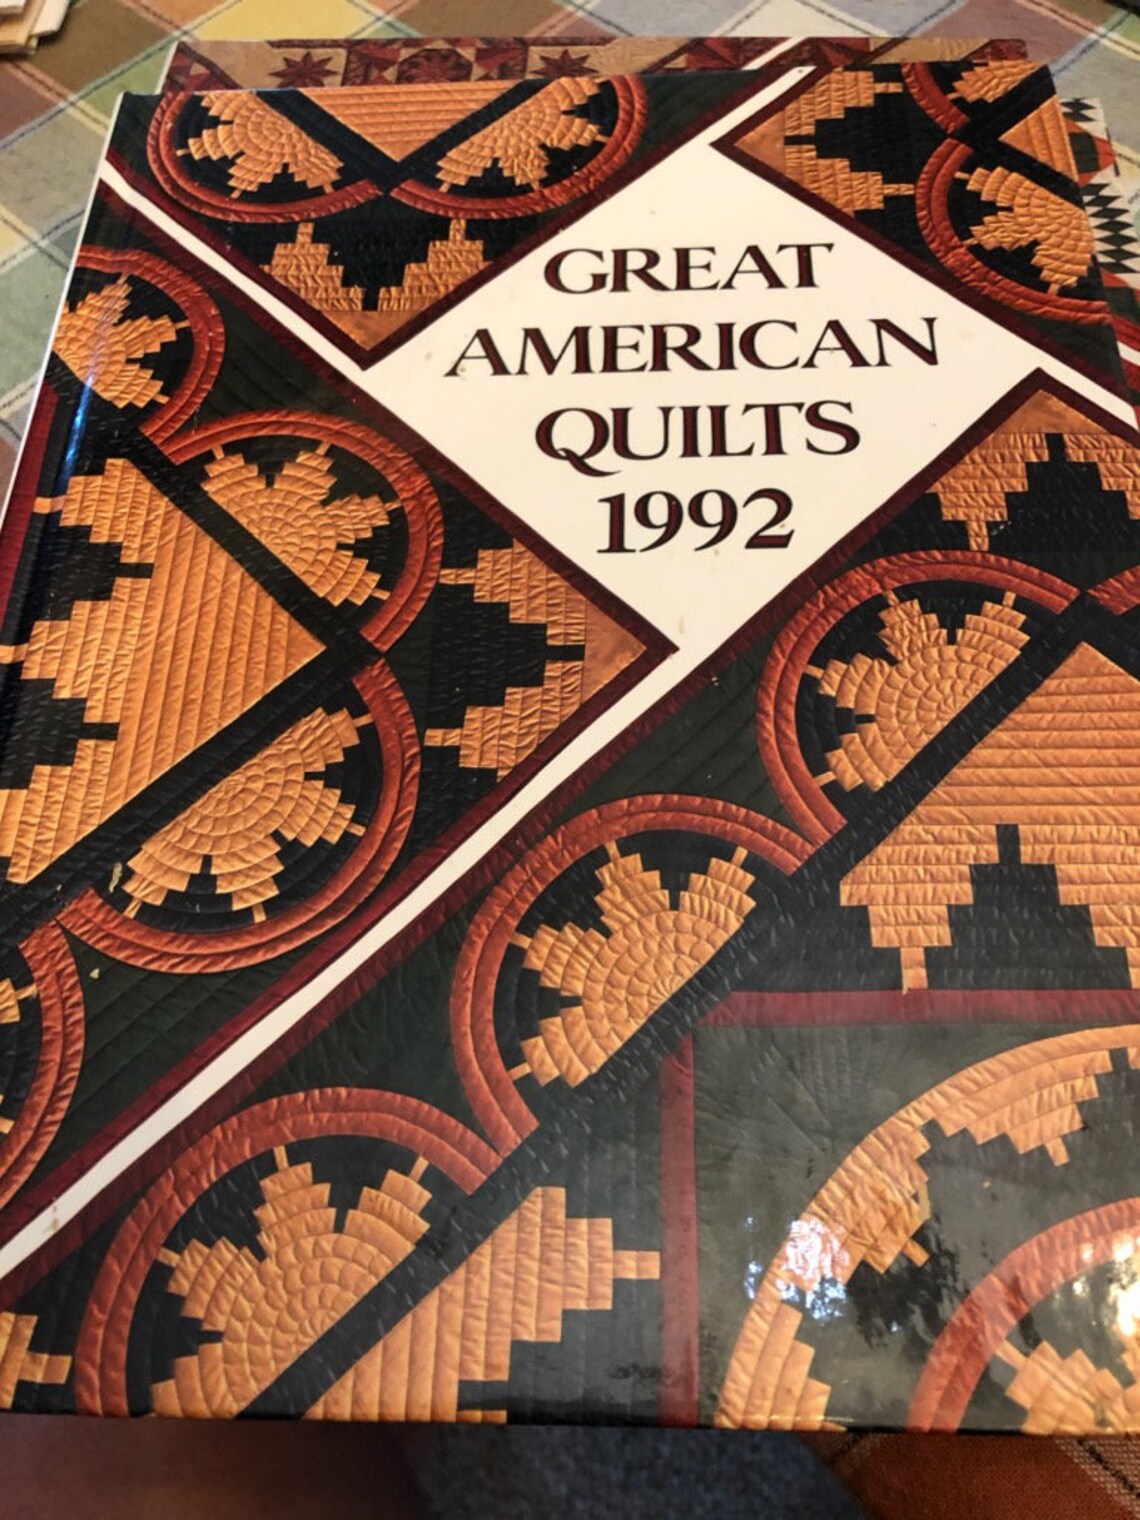 GREAT
AMERICAN
QUILTS
1992